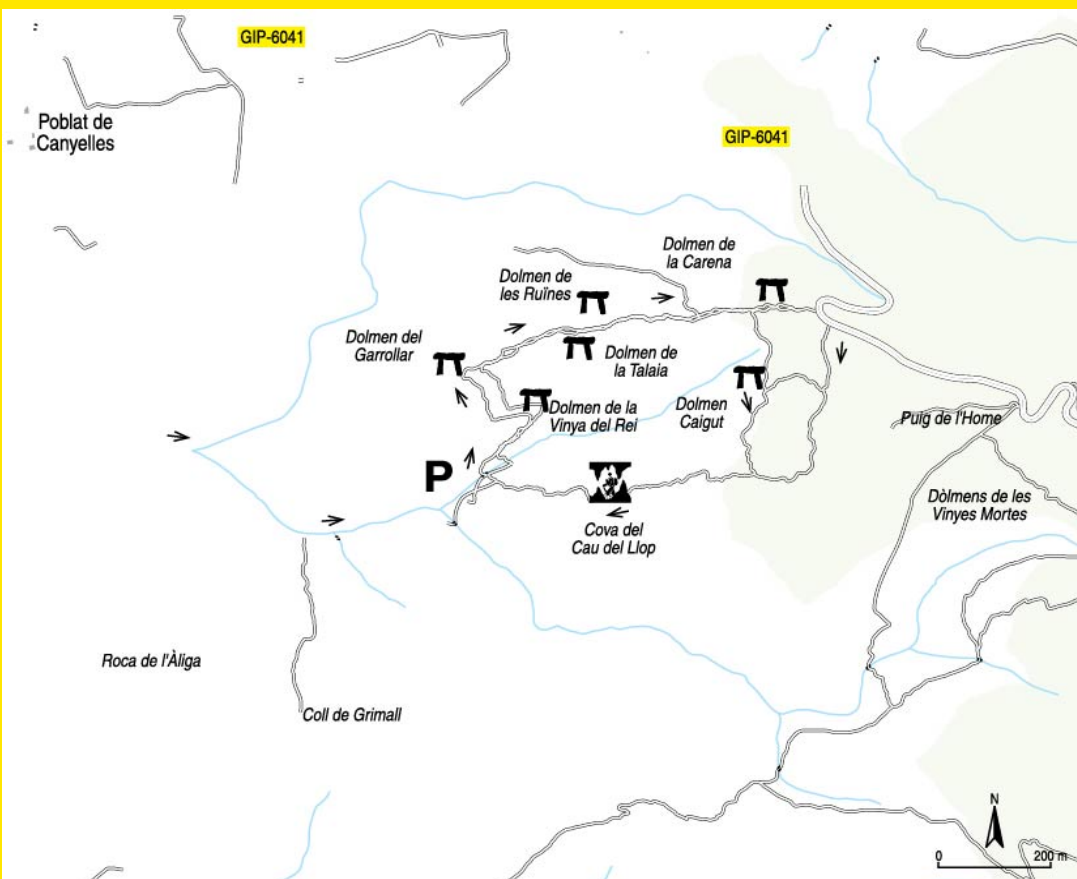 GIP-6041
Poblat de
Canyelles
GIP-6041
Dolmen de
la Carena
Dolmen de
les Ruïnes
Dolmen del
Garrollar
Dolmen de
la Talaia
Dolmen de la
Vinya del Rei
Dolmen
Caigut
Puig de l'Home
P
Dòlmens de les
Vinyes Mortes
Cova del
Cau del Llop
Roca de l'Àliga
Coll de Grimall
N
0 200 m